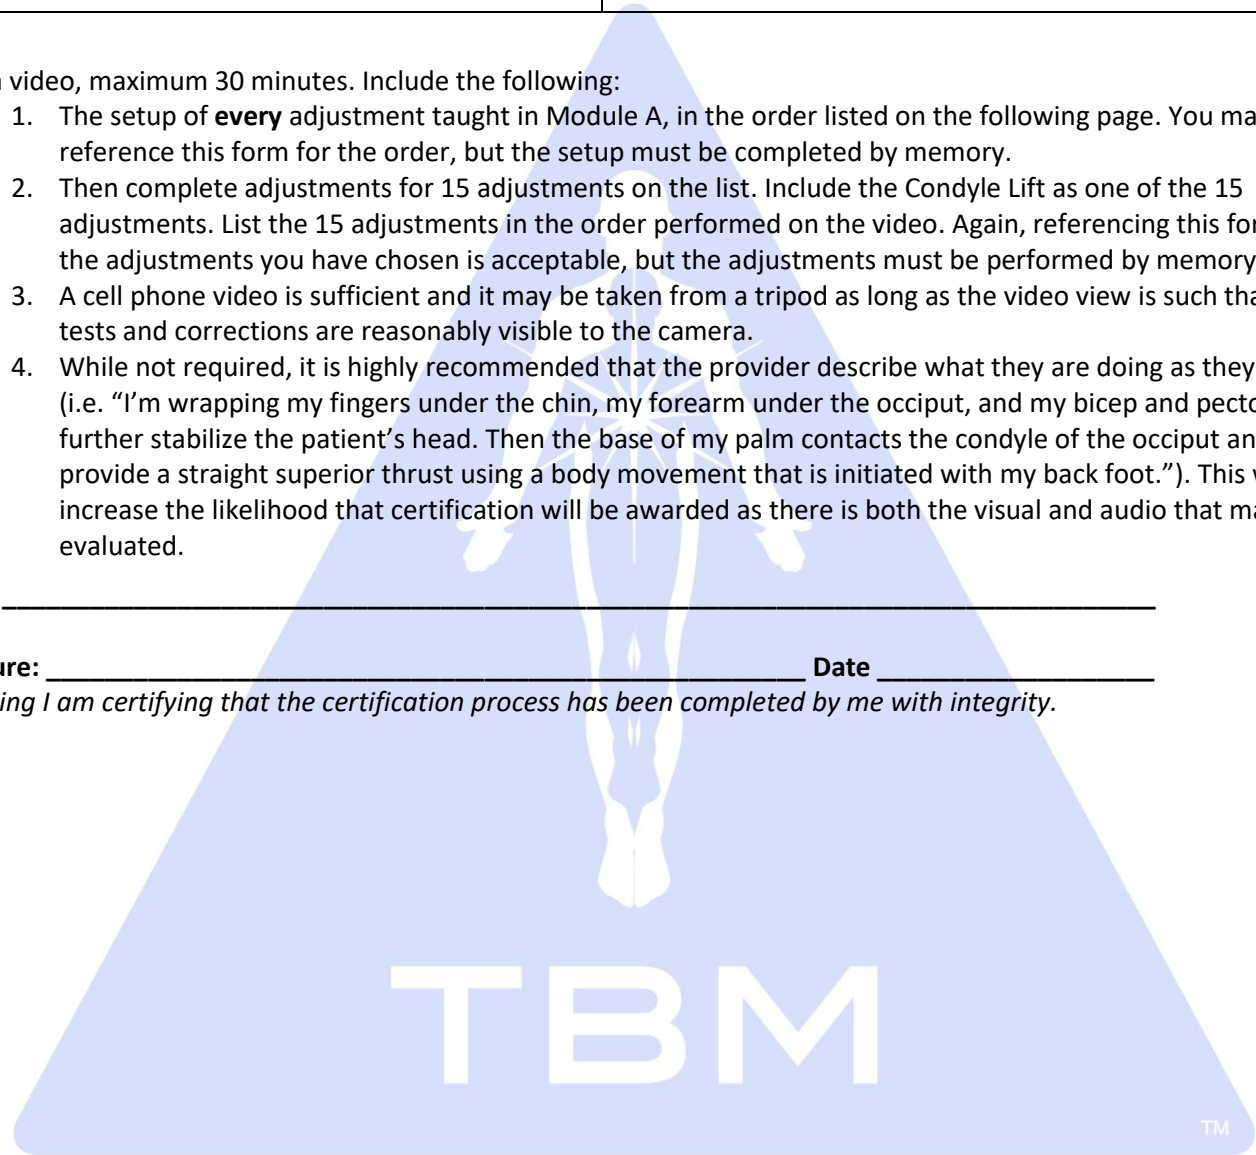 video, maximum 30 minutes. Include the following:
1. The setup of every adjustment taught in Module A, in the order listed on the following page. You ma
reference this form for the order, but the setup must be completed by memory.
2. Then complete adjustments for 15 adjustments on the list. Include the Condyle Lift as one of the 15
adjustments. List the 15 adjustments in the order performed on the video. Again, referencing this for
the adjustments you have chosen is acceptable, but the adjustments must be performed by memory
3. A cell phone video is sufficient and it may be taken from a tripod as long as the video view is such tha
tests and corrections are reasonably visible to the camera.
4. While not required, it is highly recommended that the provider describe what they are doing as they
(i.e. “I’m wrapping my fingers under the chin, my forearm under the occiput, and my bicep and pecto
further stabilize the patient’s head. Then the base of my palm contacts the condyle of the occiput an
provide a straight superior thrust using a body movement that is initiated with my back foot.”). This w
increase the likelihood that certification will be awarded as there is both the visual and audio that ma
evaluated.
ure: Date
ing I am certifying that the certification process has been completed by me with integrity.
TBM
TM